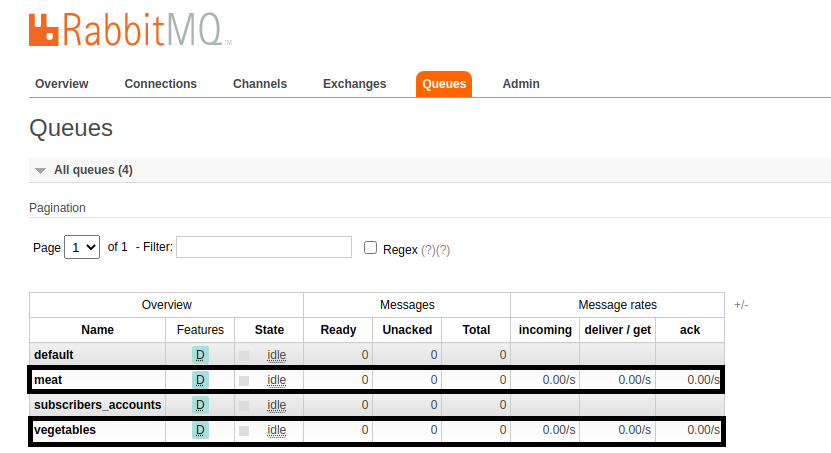 RabbitMQ TM
Overview Connections Channels Exchanges Queues Admin
Queues
All queues (4)
Pagination
Page 1 of 1 - Filter: Regex (?)(?)
Overview Messages Message rates +/-
Name Features State Ready Unacked Total incoming deliver / get ack
default D idle 0 0 0
meat D idle 0 0 0 0.00/s 0.00/s 0.00/s
subscribers_accounts D idle 0 0 0
vegetables D idle 0 0 0 0.00/s 0.00/s 0.00/s